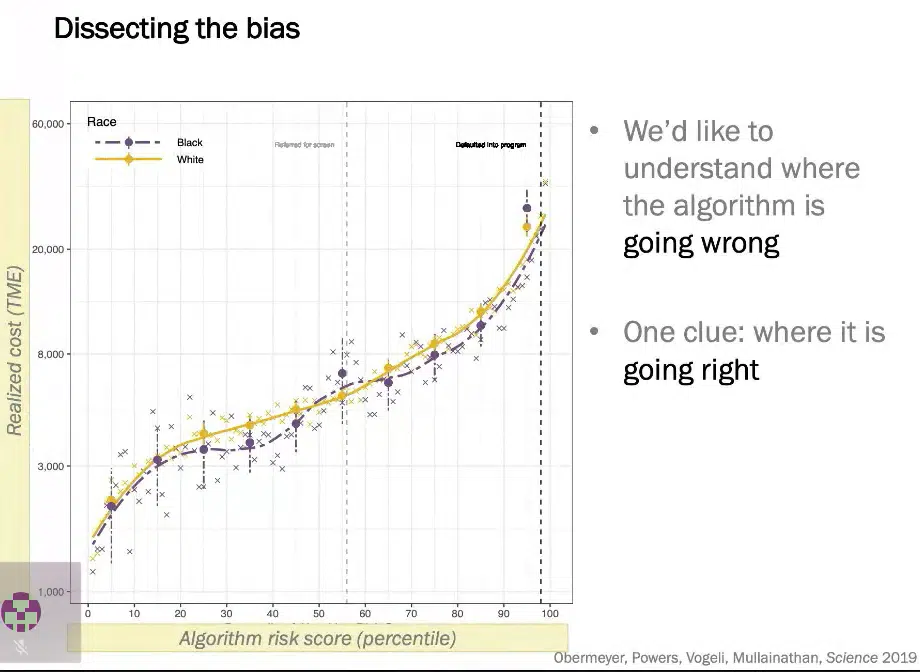 Dissecting the bias
Race
Black
White
Referred for screen
Defaulted into program
60,000
20,000
8,000
3,000
1,000
Realized cost (TME)
0 10 20 30 40 50 60 70 80 90 100
Algorithm risk score (percentile)
• We’d like to
understand where
the algorithm is
going wrong
• One clue: where it is
going right
Obermeyer, Powers, Vogeli, Mullainathan, Science 2019